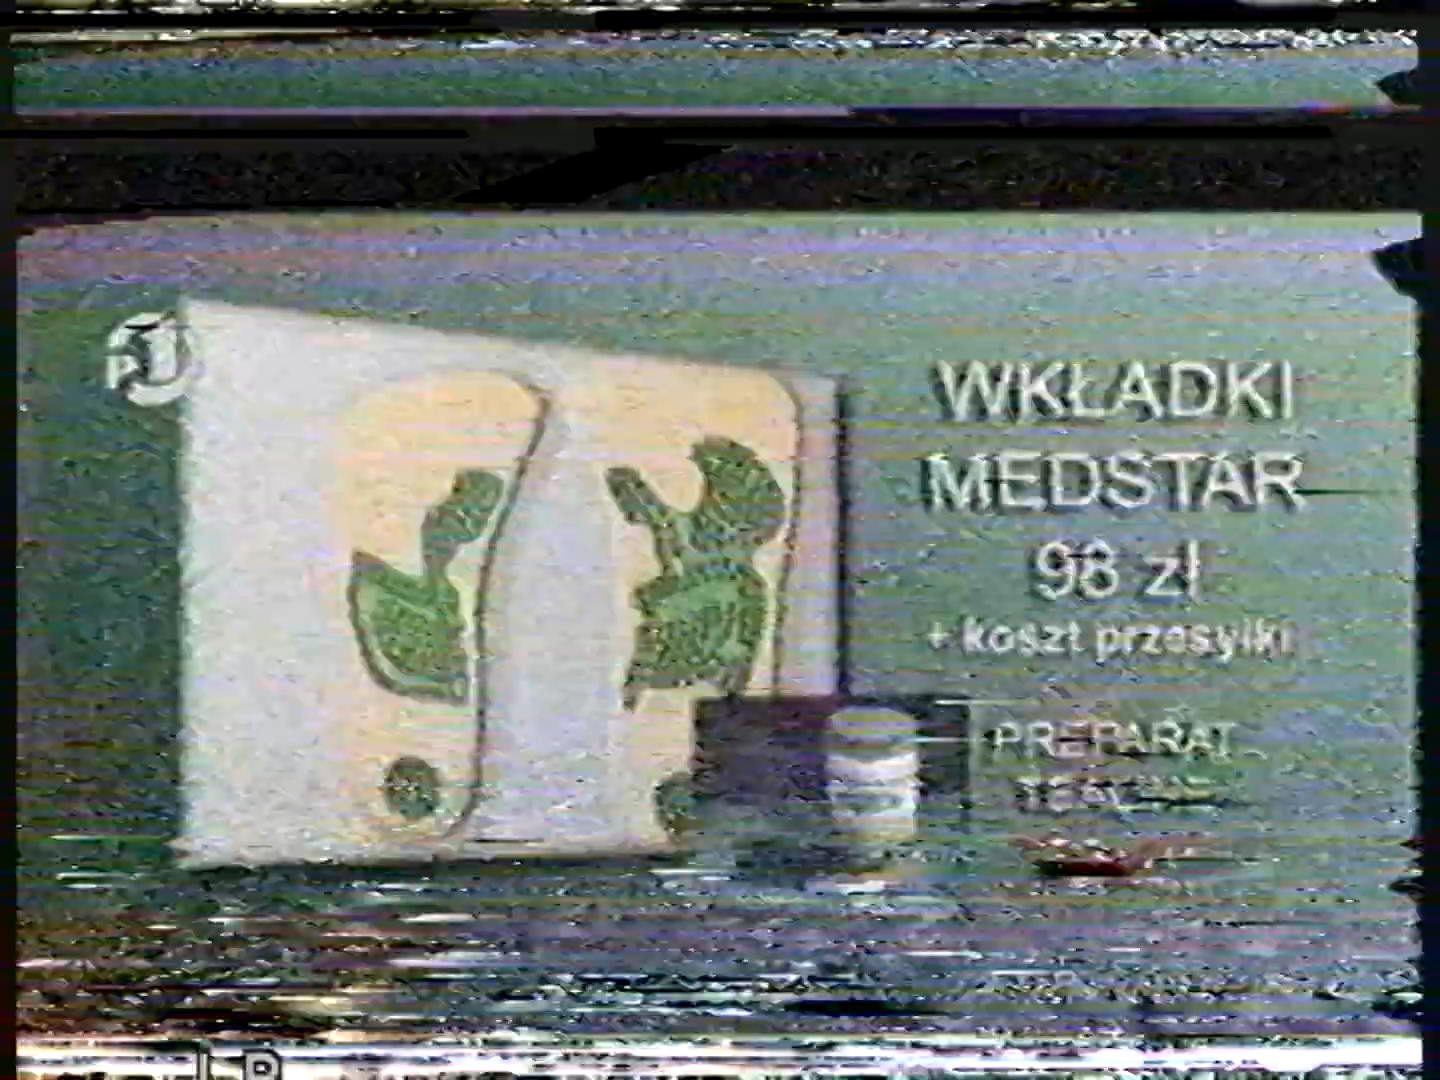 WKŁADKI
MEDSTAR
98 zł
+ koszt przesyłki
PREPARAT